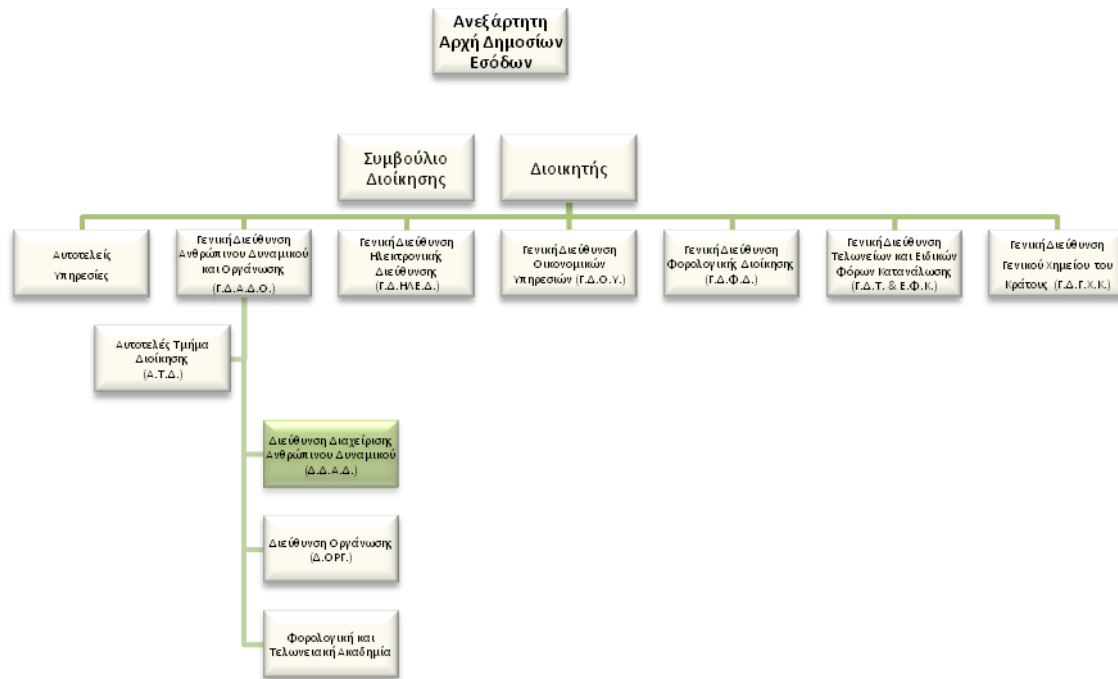 Ανεξάρτητη
Αρχή Δημοσίων
Εσόδων
Συμβούλιο
Διοίκησης
Διοικητής
Αυτοτελείς
Υπηρεσίες
Γενική Διεύθυνση
Ανθρώπινου Δυναμικού
και Οργάνωσης
(Γ.Δ.Α.Δ.Ο.)
Γενική Διεύθυνση
Ηλεκτρονικής
Διεύθυνσης
(Γ.Δ.ΗΛΕ.Δ.)
Γενική Διεύθυνση
Οικονομικών
Υπηρεσιών (Γ.Δ.Ο.Υ.)
Γενική Διεύθυνση
Φορολογικής Διοίκησης
(Γ.Δ.Φ.Δ.)
Γενική Διεύθυνση
Τελωνείων και Ειδικών
Φόρων Κατανάλωσης
(Γ.Δ.Τ. & Ε.Φ.Κ.)
Γενική Διεύθυνση
Γενικού Χημείου του
Κράτους (Γ.Δ.Γ.Χ.Κ.)
Αυτοτελές Τμήμα
Διοίκησης
(Α.Τ.Δ.)
Διεύθυνση Διαχείρισης
Ανθρώπινου Δυναμικού
(Δ.Δ.Α.Δ.)
Διεύθυνση Οργάνωσης
(Δ.ΟΡΓ.)
Φορολογική και
Τελωνειακή Ακαδημία